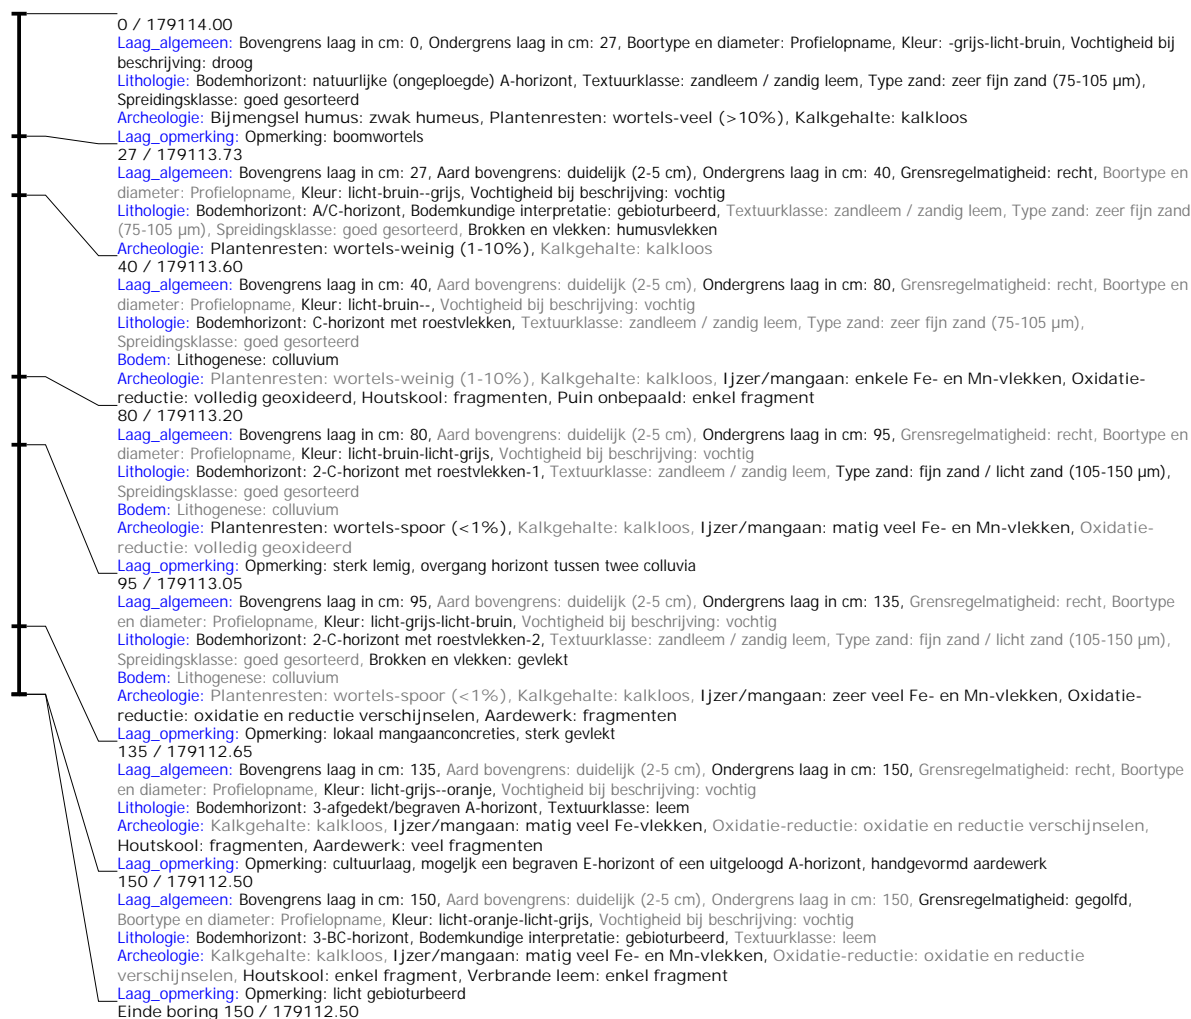 0 / 179114.00
Laag_algemeen: Bovengrens laag in cm: 0, Ondergrens laag in cm: 27, Boortype en diameter: Profielopname, Kleur: -grijs-licht-bruin, Vochtigheid bij
beschrijving: droog
Lithologie: Bodemhorizont: natuurlijke (ongeploegde) A-horizont, Textuurklasse: zandleem / zandig leem, Type zand: zeer fijn zand (75-105 µm),
Spreidingsklasse: goed gesorteerd
Archeologie: Bijmengsel humus: zwak humeus, Plantenresten: wortels-veel (>10%), Kalkgehalte: kalkloos
Laag_opmerking: Opmerking: boomwortels
27 / 179113.73
Laag_algemeen: Bovengrens laag in cm: 27, Aard bovengrens: duidelijk (2-5 cm), Ondergrens laag in cm: 40, Grensregelmatigheid: recht, Boortype en
diameter: Profielopname, Kleur: licht-bruin--grijs, Vochtigheid bij beschrijving: vochtig
Lithologie: Bodemhorizont: A/C-horizont, Bodemkundige interpretatie: gebioturbeerd, Textuurklasse: zandleem / zandig leem, Type zand: zeer fijn zand
(75-105 µm), Spreidingsklasse: goed gesorteerd, Brokken en vlekken: humusvlekken
Archeologie: Plantenresten: wortels-weinig (1-10%), Kalkgehalte: kalkloos
40 / 179113.60
Laag_algemeen: Bovengrens laag in cm: 40, Aard bovengrens: duidelijk (2-5 cm), Ondergrens laag in cm: 80, Grensregelmatigheid: recht, Boortype en
diameter: Profielopname, Kleur: licht-bruin--, Vochtigheid bij beschrijving: vochtig
Lithologie: Bodemhorizont: C-horizont met roestvlekken, Textuurklasse: zandleem / zandig leem, Type zand: zeer fijn zand (75-105 µm),
Spreidingsklasse: goed gesorteerd
Bodem: Lithogenese: colluvium
Archeologie: Plantenresten: wortels-weinig (1-10%), Kalkgehalte: kalkloos, Ijzer/mangaan: enkele Fe- en Mn-vlekken, Oxidatie-
reductie: volledig geoxideerd, Houtskool: fragmenten, Puin onbepaald: enkel fragment
80 / 179113.20
Laag_algemeen: Bovengrens laag in cm: 80, Aard bovengrens: duidelijk (2-5 cm), Ondergrens laag in cm: 95, Grensregelmatigheid: recht, Boortype en
diameter: Profielopname, Kleur: licht-bruin-licht-grijs, Vochtigheid bij beschrijving: vochtig
Lithologie: Bodemhorizont: 2-C-horizont met roestvlekken-1, Textuurklasse: zandleem / zandig leem, Type zand: fijn zand / licht zand (105-150 µm),
Spreidingsklasse: goed gesorteerd
Bodem: Lithogenese: colluvium
Archeologie: Plantenresten: wortels-spoor (<1%), Kalkgehalte: kalkloos, Ijzer/mangaan: matig veel Fe- en Mn-vlekken, Oxidatie-
reductie: volledig geoxideerd
Laag_opmerking: Opmerking: sterk lemig, overgang horizont tussen twee colluvia
95 / 179113.05
Laag_algemeen: Bovengrens laag in cm: 95, Aard bovengrens: duidelijk (2-5 cm), Ondergrens laag in cm: 135, Grensregelmatigheid: recht, Boortype
en diameter: Profielopname, Kleur: licht-grijs-licht-bruin, Vochtigheid bij beschrijving: vochtig
Lithologie: Bodemhorizont: 2-C-horizont met roestvlekken-2, Textuurklasse: zandleem / zandig leem, Type zand: fijn zand / licht zand (105-150 µm),
Spreidingsklasse: goed gesorteerd, Brokken en vlekken: gevlekt
Bodem: Lithogenese: colluvium
Archeologie: Plantenresten: wortels-spoor (<1%), Kalkgehalte: kalkloos, Ijzer/mangaan: zeer veel Fe- en Mn-vlekken, Oxidatie-
reductie: oxidatie en reductie verschijnselen, Aardewerk: fragmenten
Laag_opmerking: Opmerking: lokaal mangaanconcreties, sterk gevlekt
135 / 179112.65
Laag_algemeen: Bovengrens laag in cm: 135, Aard bovengrens: duidelijk (2-5 cm), Ondergrens laag in cm: 150, Grensregelmatigheid: recht, Boortype
en diameter: Profielopname, Kleur: licht-grijs--oranje, Vochtigheid bij beschrijving: vochtig
Lithologie: Bodemhorizont: 3-afgedekt/begraven A-horizont, Textuurklasse: leem
Archeologie: Kalkgehalte: kalkloos, Ijzer/mangaan: matig veel Fe-vlekken, Oxidatie-reductie: oxidatie en reductie verschijnselen,
Houtskool: fragmenten, Aardewerk: veel fragmenten
Laag_opmerking: Opmerking: cultuurlaag, mogeljk een begraven E-horizont of een uitgeloogd A-horizont, handgevormd aardewerk
150 / 179112.50
Laag_algemeen: Bovengrens laag in cm: 150, Aard bovengrens: duidelijk (2-5 cm), Ondergrens laag in cm: 150, Grensregelmatigheid: gegolfd,
Boortype en diameter: Profielopname, Kleur: licht-oranje-licht-grijs, Vochtigheid bij beschrijving: vochtig
Lithologie: Bodemhorizont: 3-BC-horizont, Bodemkundige interpretatie: gebioturbeerd, Textuurklasse: leem
Archeologie: Kalkgehalte: kalkloos, Ijzer/mangaan: matig veel Fe- en Mn-vlekken, Oxidatie-reductie: oxidatie en reductie
verschijnselen, Houtskool: enkel fragment, Verbrande leem: enkel fragment
Laag_opmerking: Opmerking: licht gebioturbeerd
Einde boring 150 / 179112.50